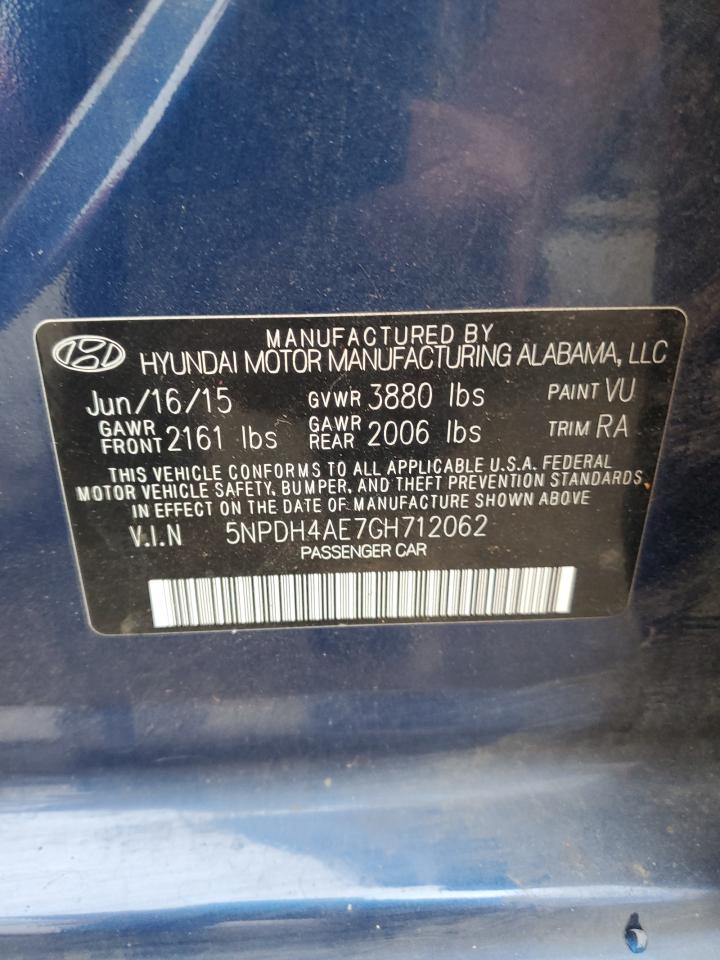 MANUFACTURED BY
HYUNDAI MOTOR MANUFACTURING ALABAMA, LLC
Jun/16/15 GVWR 3880 lbs PAINT VU
GAWR FRONT 2161 lbs GAWR REAR 2006 lbs TRIM RA
THIS VEHICLE CONFORMS TO ALL APPLICABLE U.S.A. FEDERAL
MOTOR VEHICLE SAFETY, BUMPER, AND THEFT PREVENTION STANDARDS
IN EFFECT ON THE DATE OF MANUFACTURE SHOWN ABOVE
V.I.N 5NPDH4AE7GH712062
PASSENGER CAR